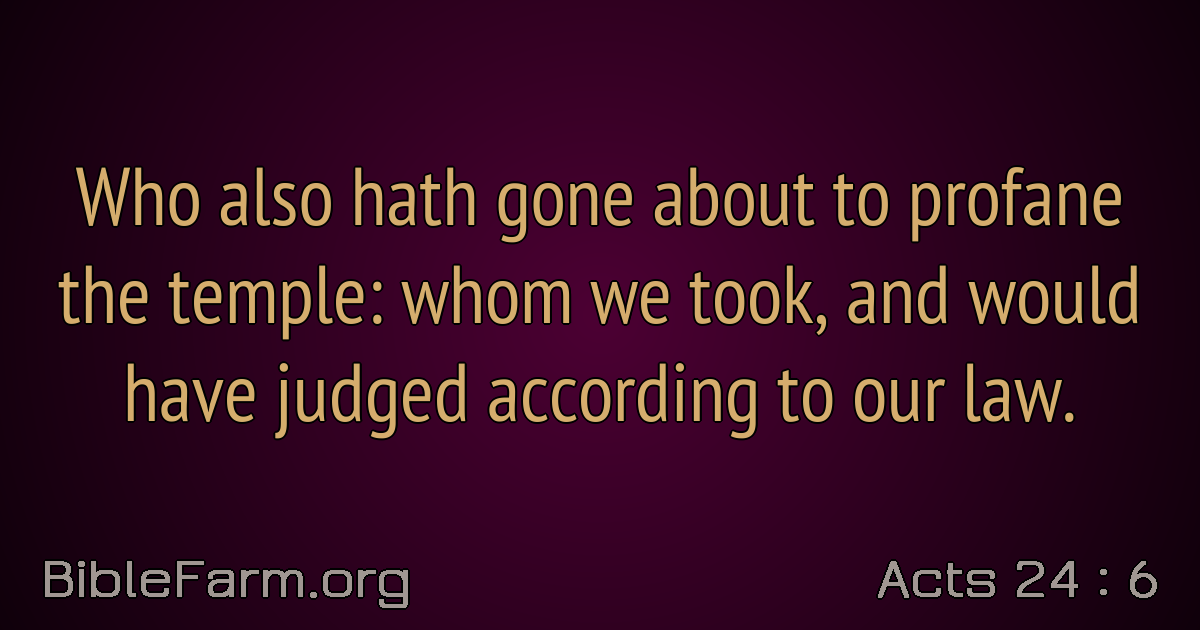 Who also hath gone about to profane
the temple: whom we took, and would
have judged according to our law.
BibleFarm.org
Acts 24 : 6